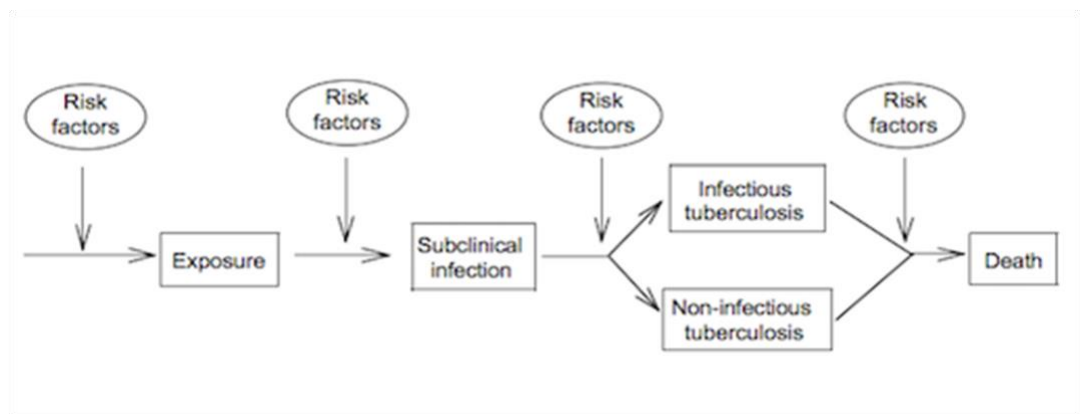 Risk
factors
Risk
factors
Risk
factors
Risk
factors
Exposure
Subclinical
infection
Infectious
tuberculosis
Non-infectious
tuberculosis
Death